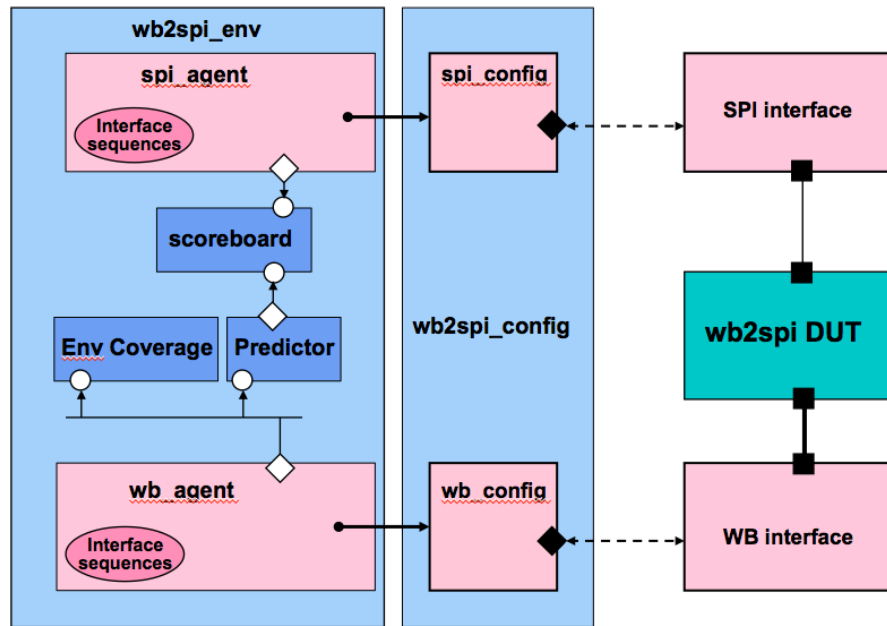 wb2spi_env
spi_agent
Interface
sequences
scoreboard
Env Coverage
Predictor
wb_agent
Interface
sequences
spi_config
wb2spi_config
wb_config
SPI interface
wb2spi DUT
WB interface